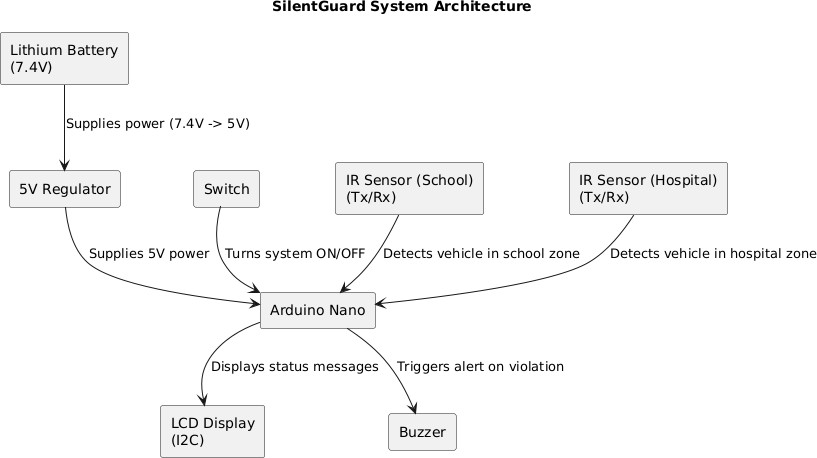 SilentGuard System Architecture
Lithium Battery
(7.4V)
Supplies power (7.4V -> 5V)
5V Regulator
Switch
IR Sensor (School)
(Tx/Rx)
IR Sensor (Hospital)
(Tx/Rx)
Supplies 5V power
Turns system ON/OFF
Detects vehicle in school zone
Detects vehicle in hospital zone
Arduino Nano
Displays status messages
Triggers alert on violation
LCD Display
(I2C)
Buzzer